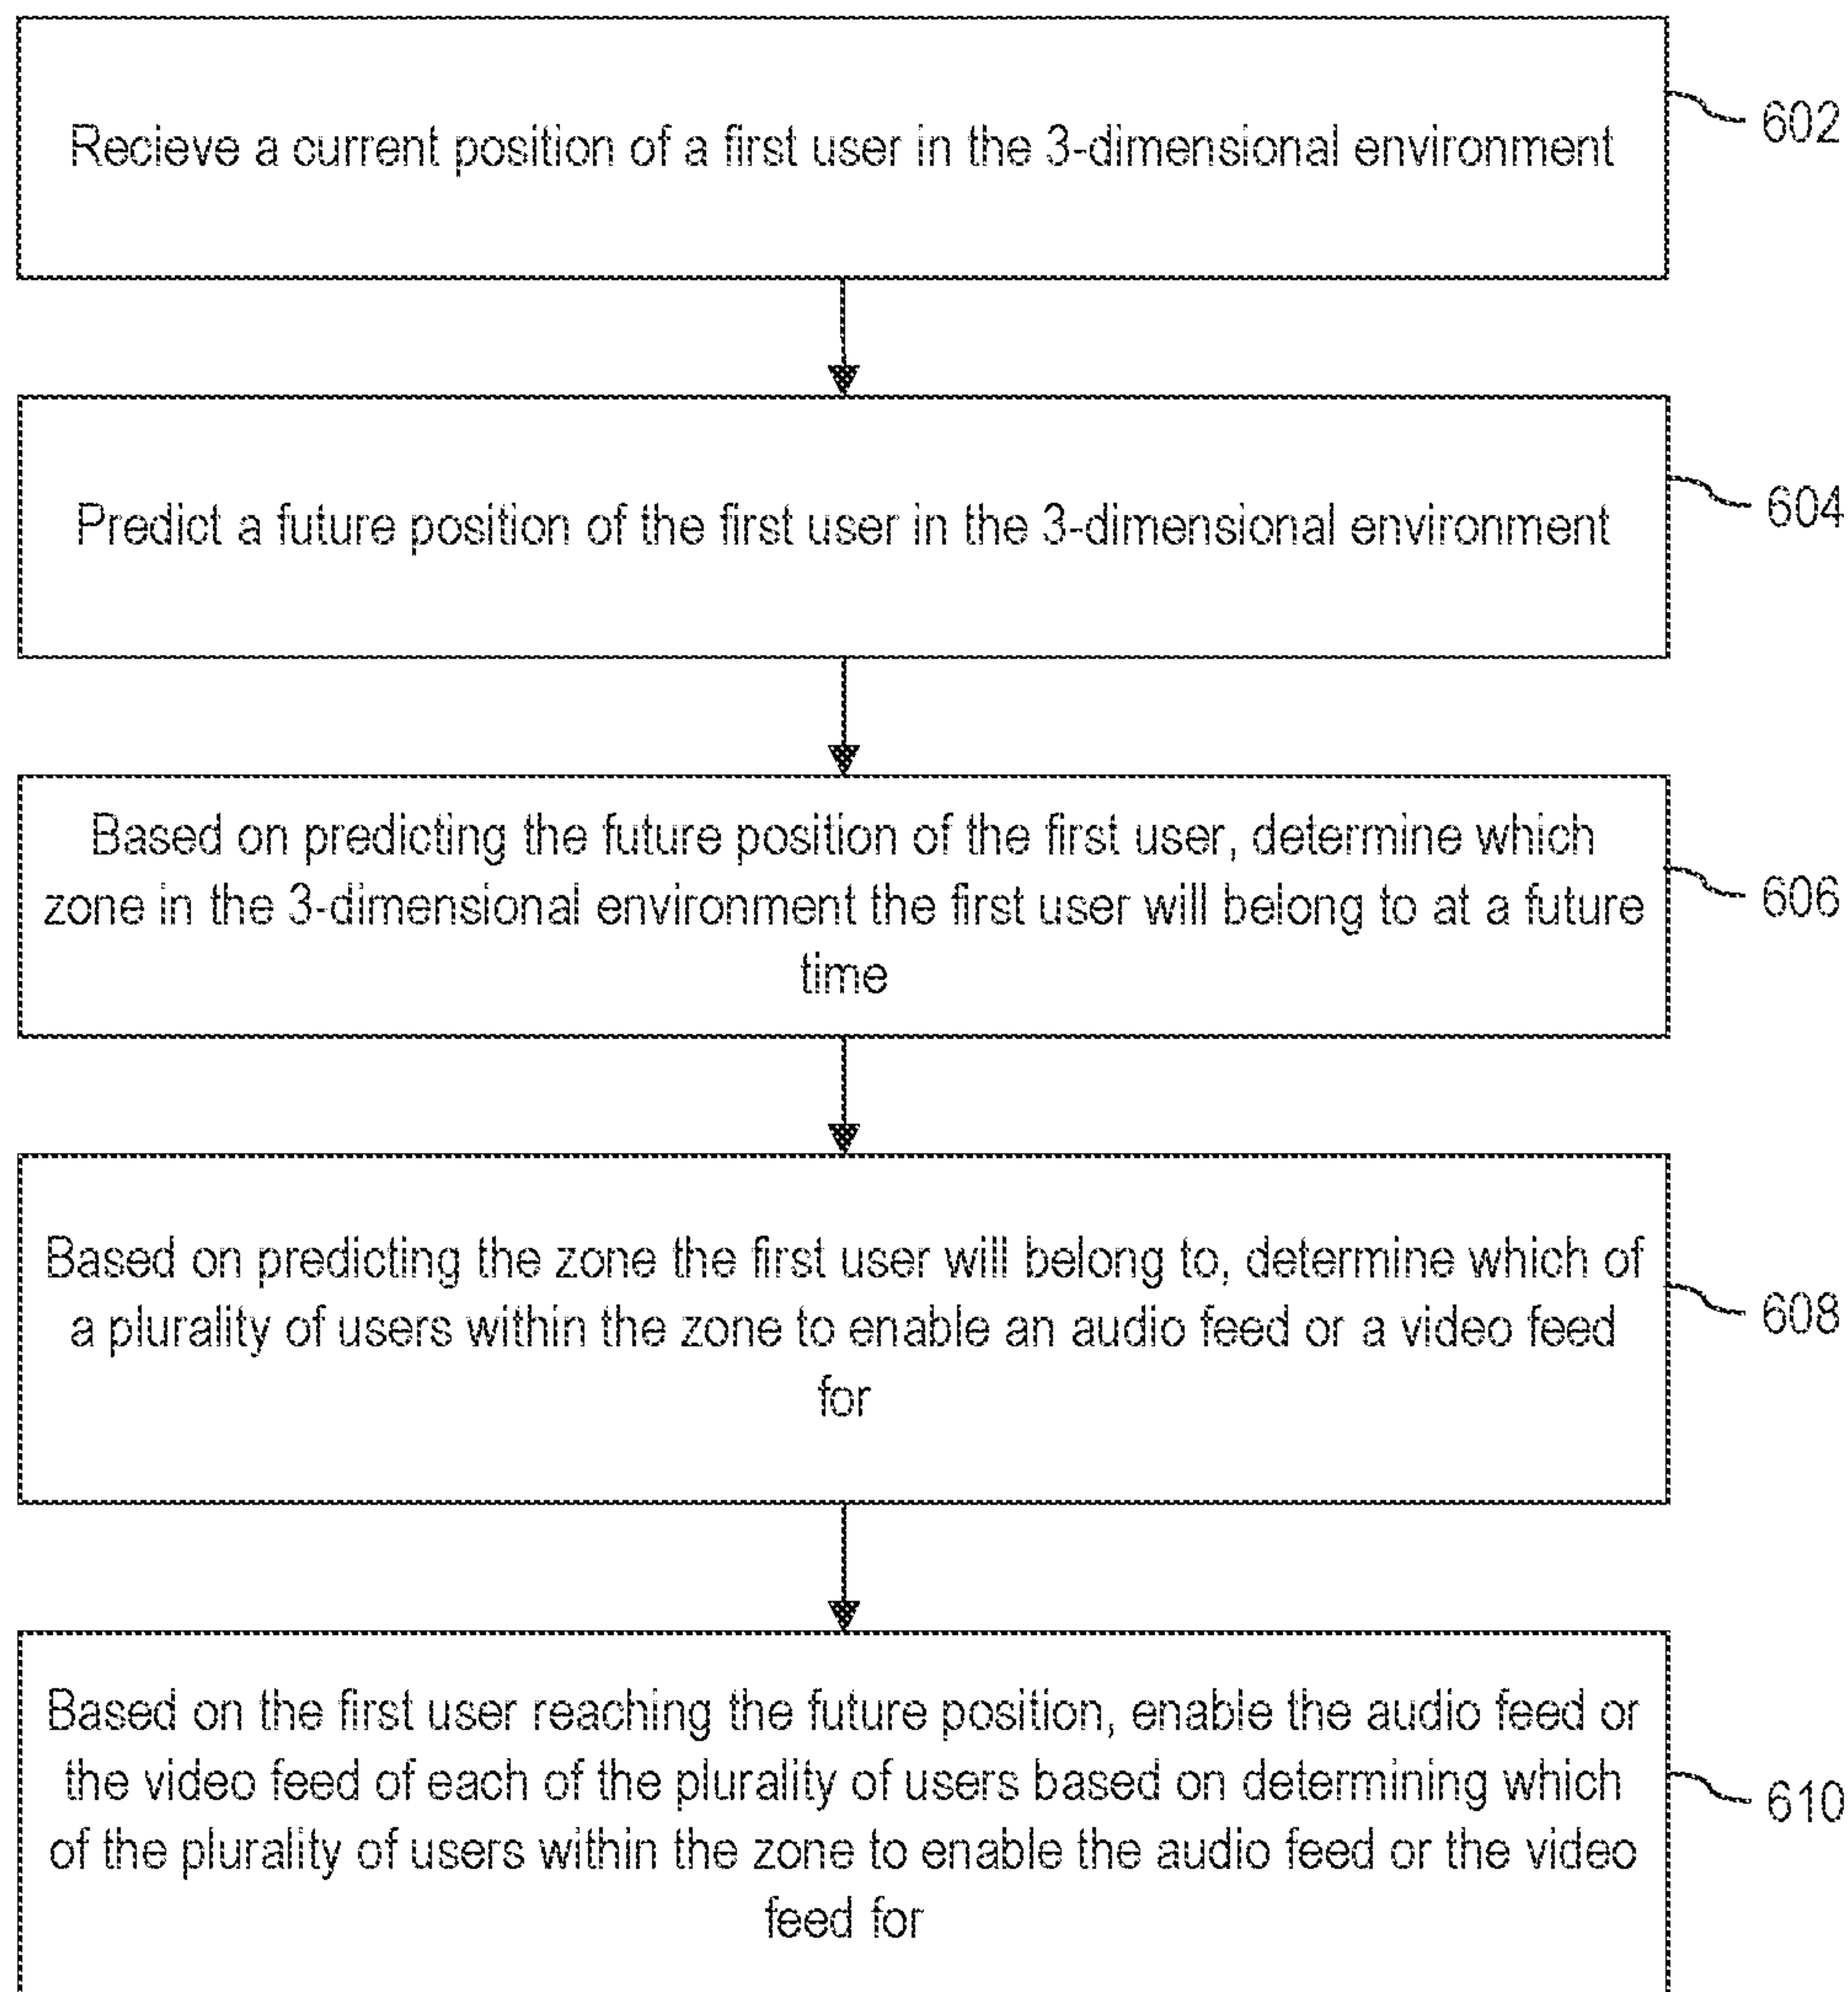 Recieve a current position of a first user in the 3-dimensional environment
602
Predict a future position of the first user in the 3-dimensional environment
604
Based on predicting the future position of the first user, determine which
zone in the 3-dimensional environment the first user will belong to at a future
time
606
Based on predicting the zone the first user will belong to, determine which of
a plurality of users within the zone to enable an audio feed or a video feed
for
608
Based on the first user reaching the future position, enable the audio feed or
the video feed of each of the plurality of users based on determining which
of the plurality of users within the zone to enable the audio feed or the video
feed for
610